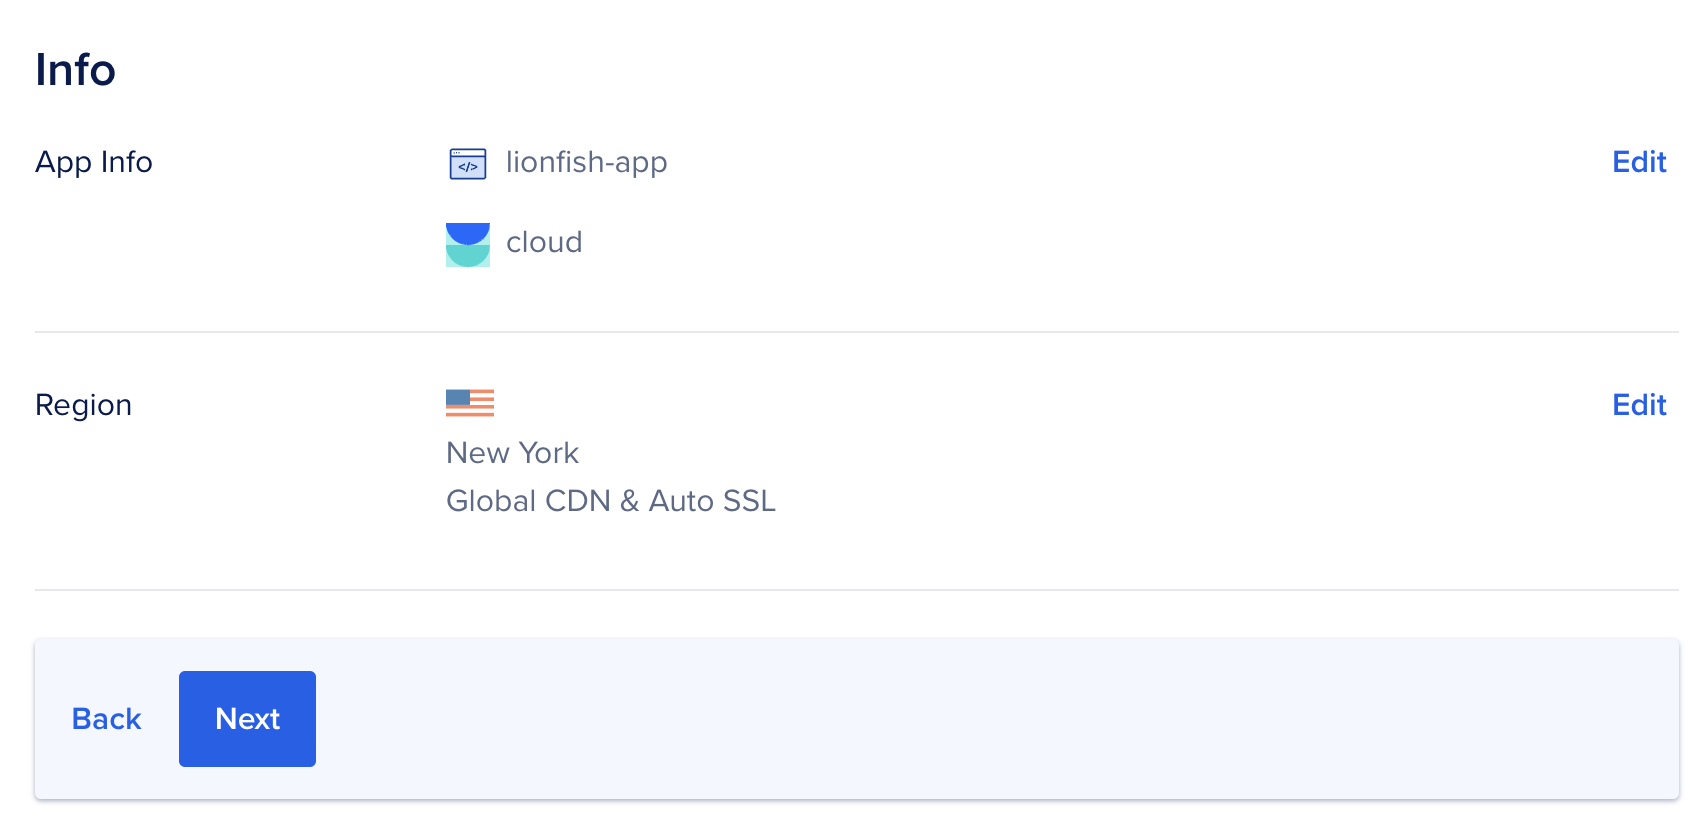 Info
App Info
</> lionfish-app
Edit
cloud
Region
Edit
New York
Global CDN & Auto SSL
Back
Next